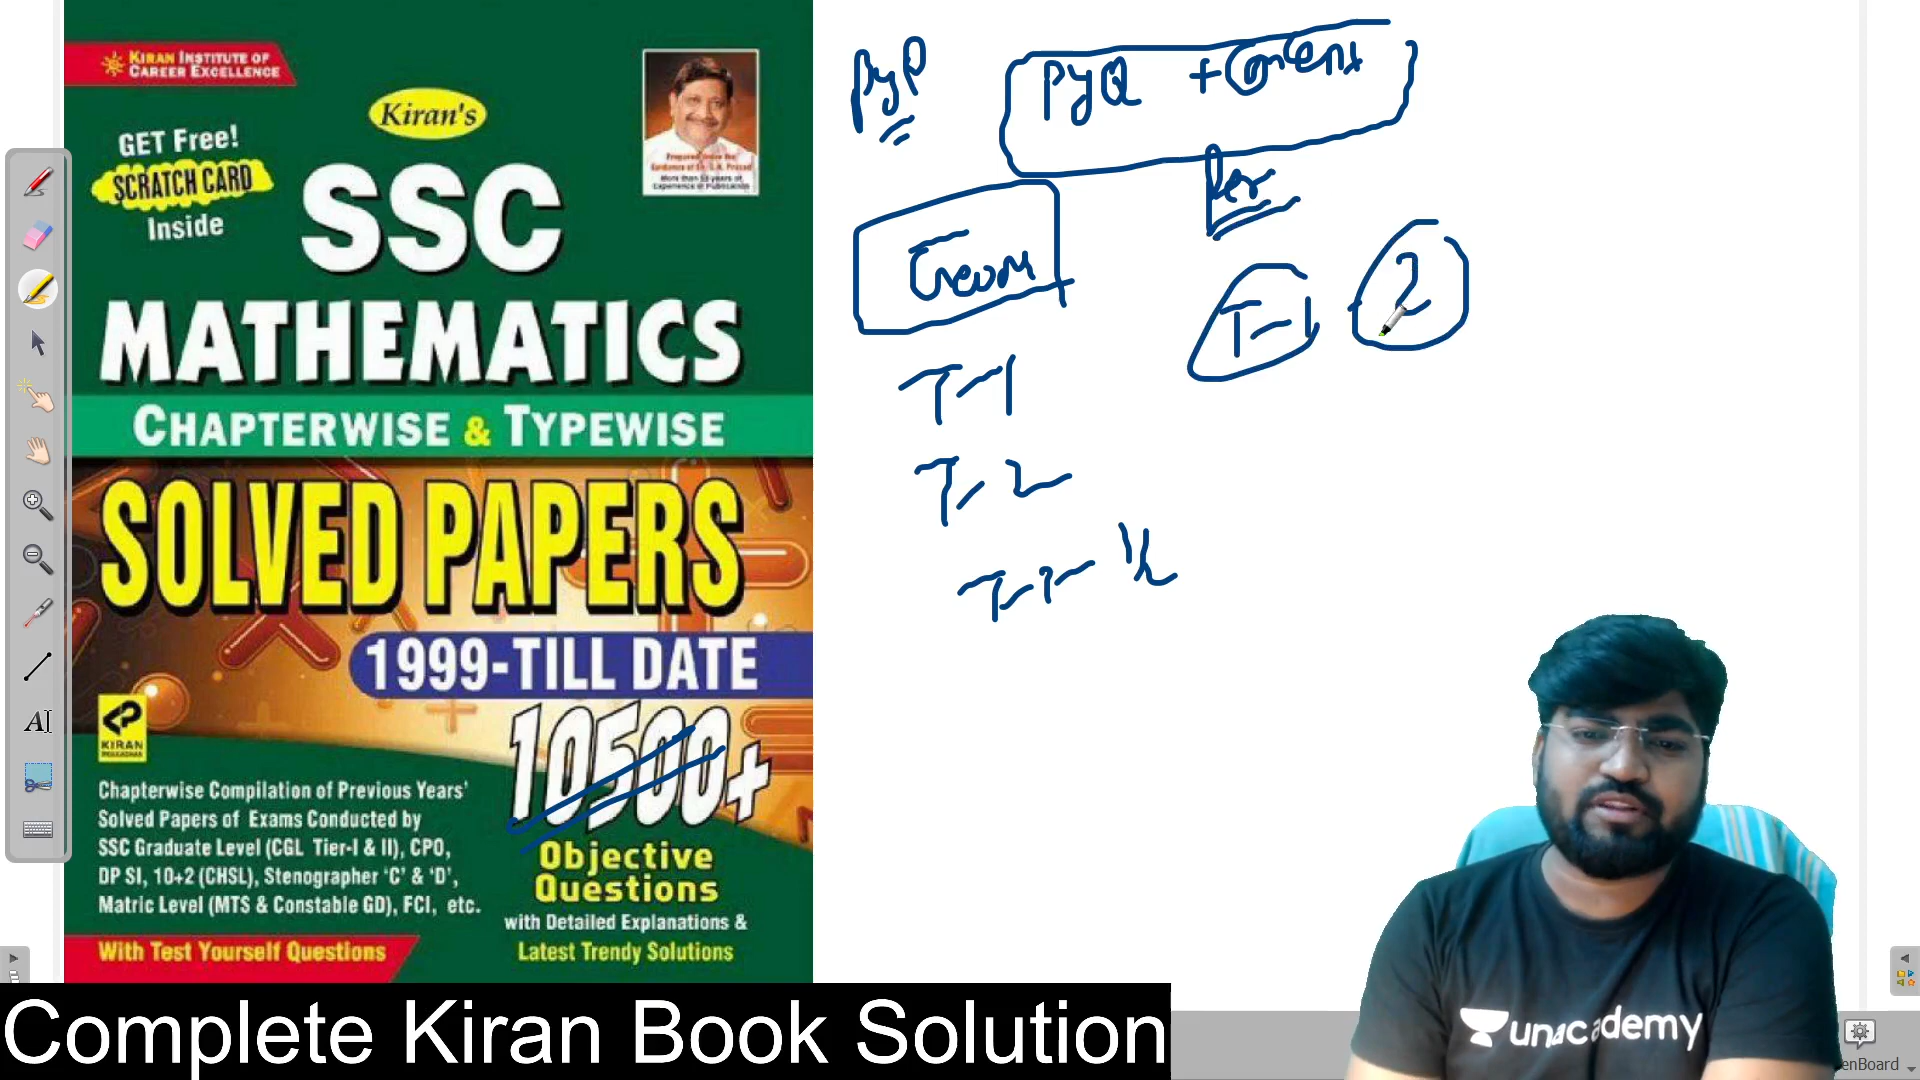 KIRAN INSTITUTE OF
CAREER EXCELLENCE
GET Free!
SCRATCH CARD
Inside
Kiran's
SSC
MATHEMATICS
CHAPTERWISE & TYPEWISE
SOLVED PAPERS
1999-TILL DATE
10500+
Objective
Questions
with Detailed Explanations &
Latest Trendy Solutions
KIRAN
Chapterwise Compilation of Previous Years'
Solved Papers of Exams Conducted by
SSC Graduate Level (CGL Tier-I & II), CPO,
DP SI, 10+2 (CHSL), Stenographer 'C' & 'D',
Matric Level (MTS & Constable GD), FCI, etc.
With Test Yourself Questions
PYP
PYQ +
T-1
2
T-1
T-2
AI
unacademy
Complete Kiran Book Solution
enBoard